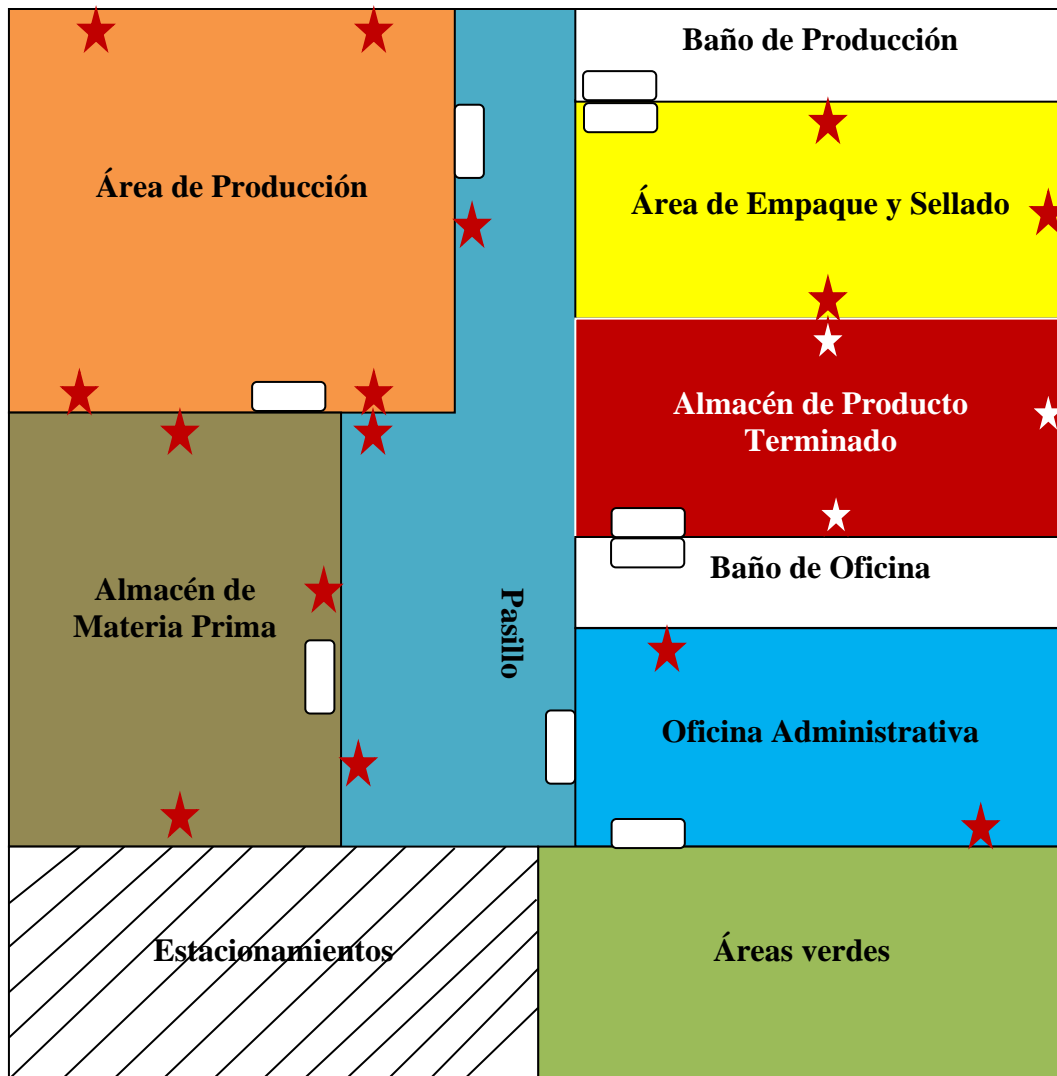 Baño de Producción
Área de Producción
Área de Empaque y Sellado
Almacén de Producto
Terminado
Almacén de
Materia Prima
Pasillo
Baño de Oficina
Oficina Administrativa
Estacionamientos
Áreas verdes